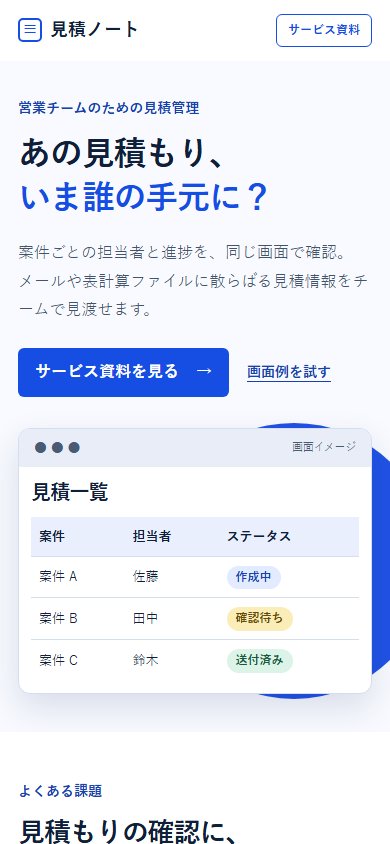 見積ノート
サービス資料
営業チームのための見積管理
あの見積もり、
いま誰の手元に？
案件ごとの担当者と進捗を、同じ画面で確認。
メールや表計算ファイルに散らばる見積情報をチ
ームで見渡せます。
サービス資料を見る →
画面例を試す
画面イメージ
見積一覧
案件 担当者 ステータス
案件 A 佐藤 作成中
案件 B 田中 確認待ち
案件 C 鈴木 送付済み
よくある課題
見積もりの確認に、